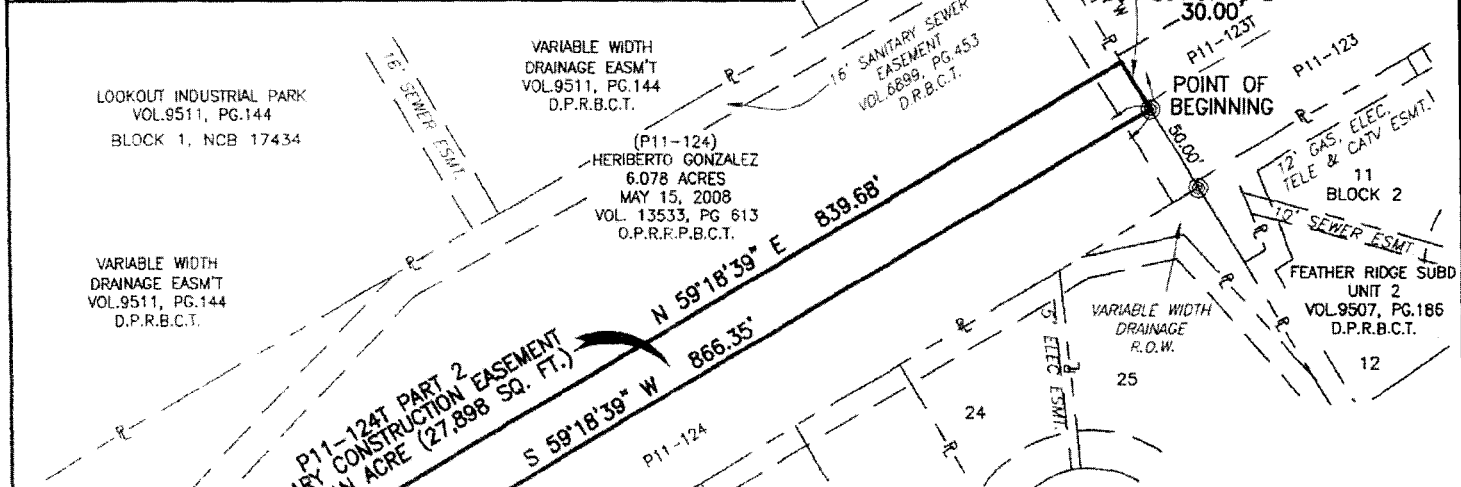 30.00'
P11-123T
P11-123
POINT OF
BEGINNING
50.00'
12' GAS, ELEC,
TELE & CATV ESMT.
11
BLOCK 2
10' SEWER ESMT
FEATHER RIDGE SUBD
UNIT 2
VOL.9507, PG.186
D.P.R.B.C.T.
12
VARIABLE WIDTH
DRAINAGE EASM'T
VOL.9511, PG.144
D.P.R.B.C.T.
16' SANITARY SEWER
EASEMENT
VOL.6899, PG.453
D.R.B.C.T.
LOOKOUT INDUSTRIAL PARK
VOL.9511, PG.144
BLOCK 1, NCB 17434
16' SEWER ESMT.
(P11-124)
HERIBERTO GONZALEZ
6.078 ACRES
MAY 15, 2008
VOL. 13533, PG 613
O.P.R.R.P.B.C.T.
VARIABLE WIDTH
DRAINAGE EASM'T
VOL.9511, PG.144
D.P.R.B.C.T.
N 59°18'39" E 839.68'
S 59°18'39" W 866.35'
P11-124T PART 2
CONSTRUCTION EASEMENT
ACRE (27,898 SQ. FT.)
P11-124
VARIABLE WIDTH
DRAINAGE
R.O.W.
5' ELEC ESMT.
24
25